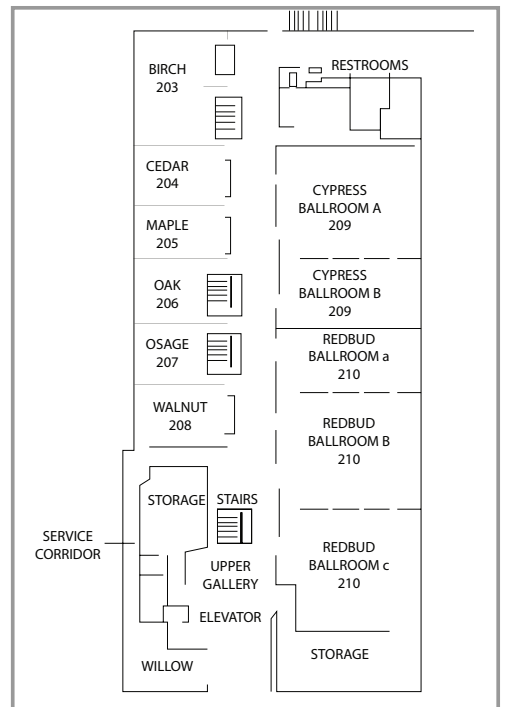 RESTROOMS
BIRCH
203
CEDAR
204
MAPLE
205
OAK
206
OSAGE
207
WALNUT
208
CYPRESS
BALLROOM A
209
CYPRESS
BALLROOM B
209
REDBUD
BALLROOM a
210
REDBUD
BALLROOM B
210
REDBUD
BALLROOM c
210
STORAGE
STAIRS
SERVICE
CORRIDOR
UPPER
GALLERY
ELEVATOR
WILLOW
STORAGE